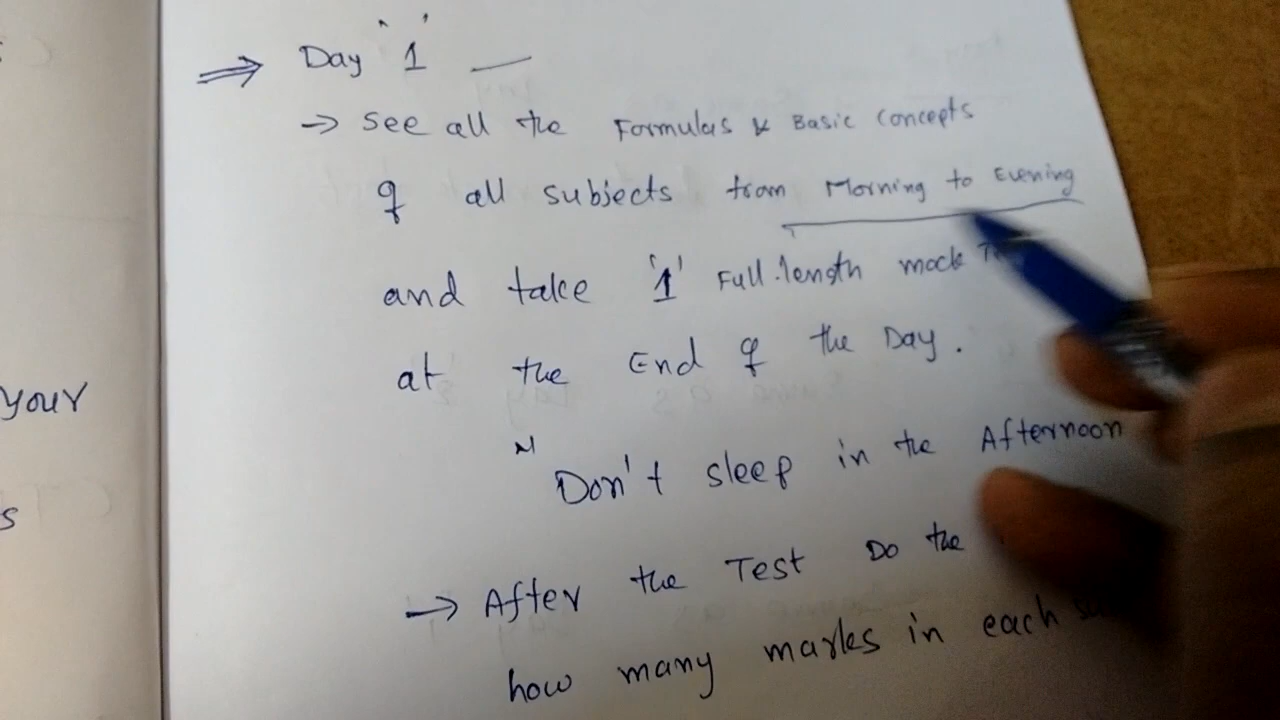 ⇒ Day '1' —
→ see all the Formulas & Basic concepts
of all subjects from Morning to Evening
and take '1' Full-length mock
at the End of the Day.
Don't sleep in the Afternoon
→ After the Test Do the
how many marks in each
your
s